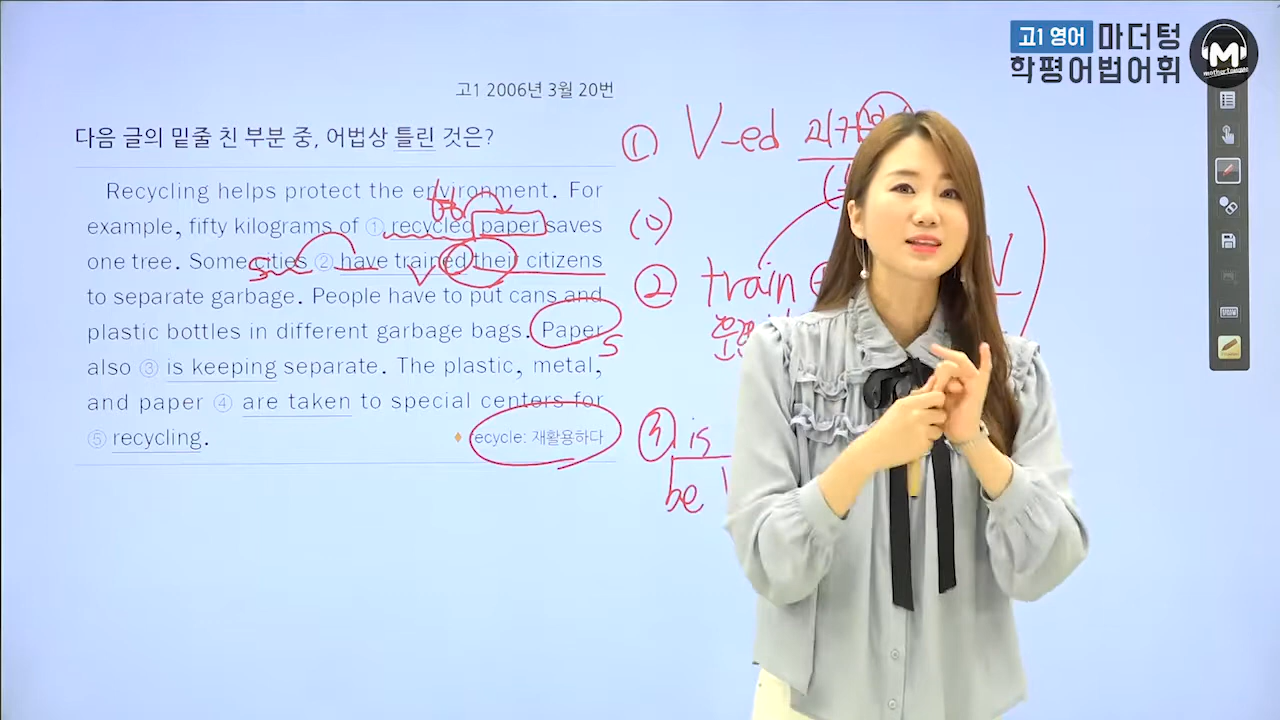 고1 영어 마더텅
학평어법어휘
M
mothertongue
고1 2006년 3월 20번
다음 글의 밑줄 친 부분 중, 어법상 틀린 것은?
Recycling helps protect the environment. For
example, fifty kilograms of ① recycled paper saves
one tree. Some cities ② have trained their citizens
to separate garbage. People have to put cans and
plastic bottles in different garbage bags. Paper
also ③ is keeping separate. The plastic, metal,
and paper ④ are taken to special centers for
⑤ recycling.
♦ recycle: 재활용하다
S
V
S
① V-ed
(0)
② train
V
is
be